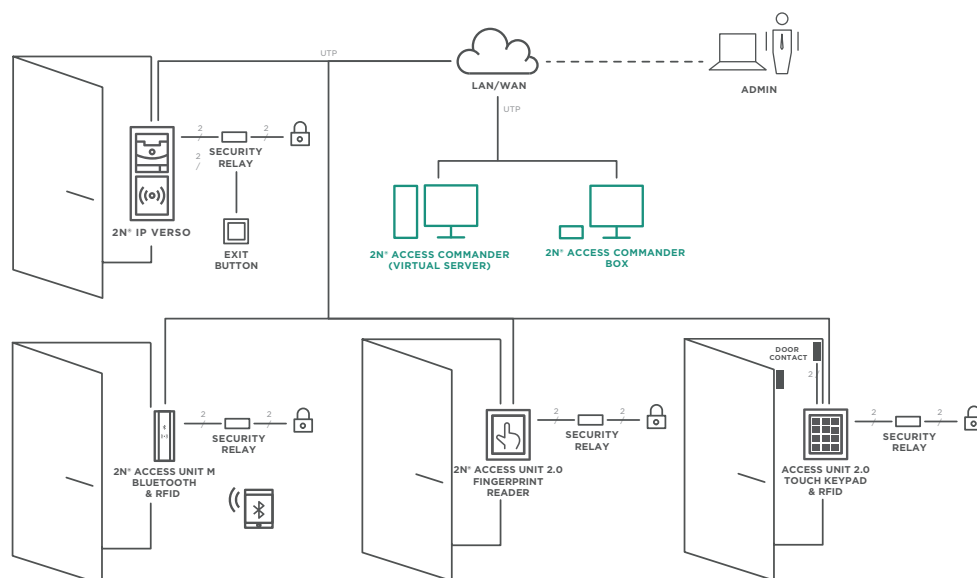 UTP
LAN/WAN
ADMIN
UTP
2
2
2
SECURITY
RELAY
2N® IP VERSO
EXIT
BUTTON
2N® ACCESS COMMANDER
(VIRTUAL SERVER)
2N® ACCESS COMMANDER
BOX
DOOR
CONTACT
2
2
2
SECURITY
RELAY
2N® ACCESS UNIT M
BLUETOOTH
& RFID
2
2
SECURITY
RELAY
2N® ACCESS UNIT 2.0
FINGERPRINT
READER
2
2
SECURITY
RELAY
ACCESS UNIT 2.0
TOUCH KEYPAD
& RFID